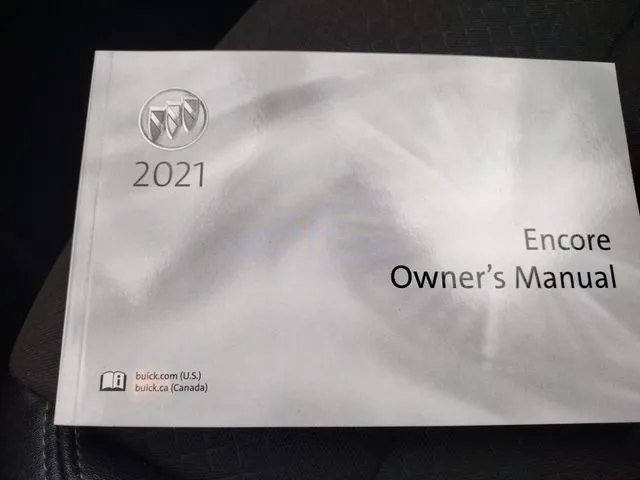 2021
Encore
Owner's Manual
buick.com (U.S.)
buick.ca (Canada)